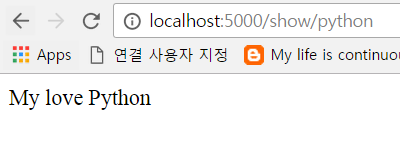 localhost:5000/show/python
Apps 연결 사용자 지정 My life is continuou
My love Python